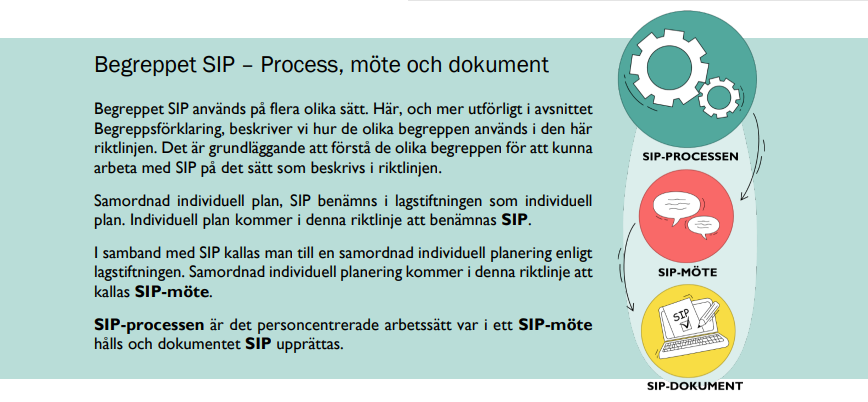 Begreppet SIP – Process, möte och dokument
Begreppet SIP används på flera olika sätt. Här, och mer utförligt i avsnittet
Begreppsförklaring, beskriver vi hur de olika begreppen används i den här
riktlinjen. Det är grundläggande att förstå de olika begreppen för att kunna
arbeta med SIP på det sätt som beskrivs i riktlinjen.
Samordnad individuell plan, SIP benämns i lagstiftningen som individuell
plan. Individuell plan kommer i denna riktlinje att benämnas SIP.
I samband med SIP kallas man till en samordnad individuell planering enligt
lagstiftningen. Samordnad individuell planering kommer i denna riktlinje att
kallas SIP-möte.
SIP-processen är det personcentrerade arbetssätt var i ett SIP-möte
hålls och dokumentet SIP upprättas.
SIP-PROCESSEN
SIP-MÖTE
SIP
SIP-DOKUMENT